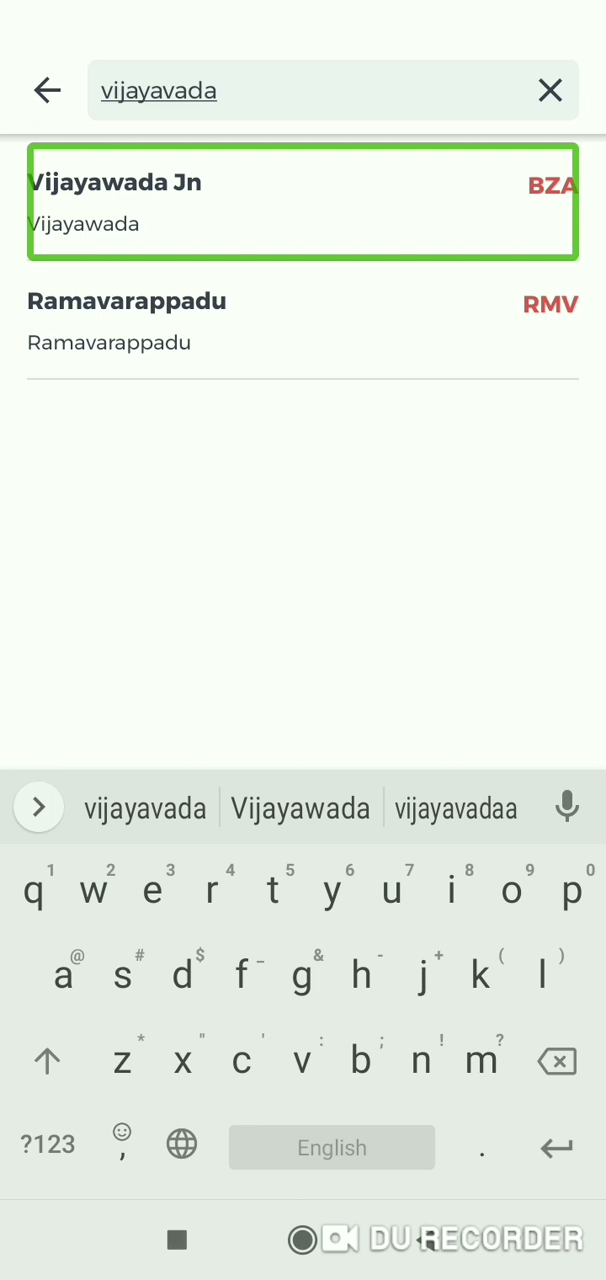 vijayavada
Vijayawada Jn BZA
Vijayawada
Ramavarappadu RMV
Ramavarappadu
vijayavada Vijayawada vijayavadaa
1 2 3 4 5 6 7 8 9 0
q w e r t y u i o p
@ # $ _ & - + ( )
a s d f g h j k l
* " ' : ; ! ?
z x c v b n m
?123 , English .
DU RECORDER